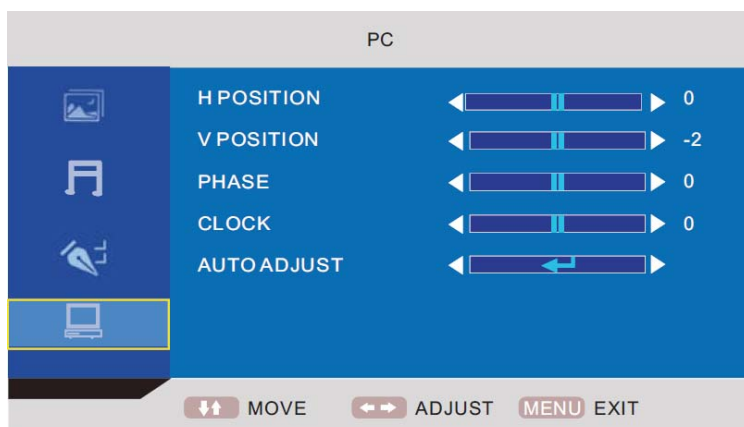 PC
H POSITION 0
V POSITION -2
PHASE 0
CLOCK 0
AUTO ADJUST
MOVE ADJUST MENU EXIT